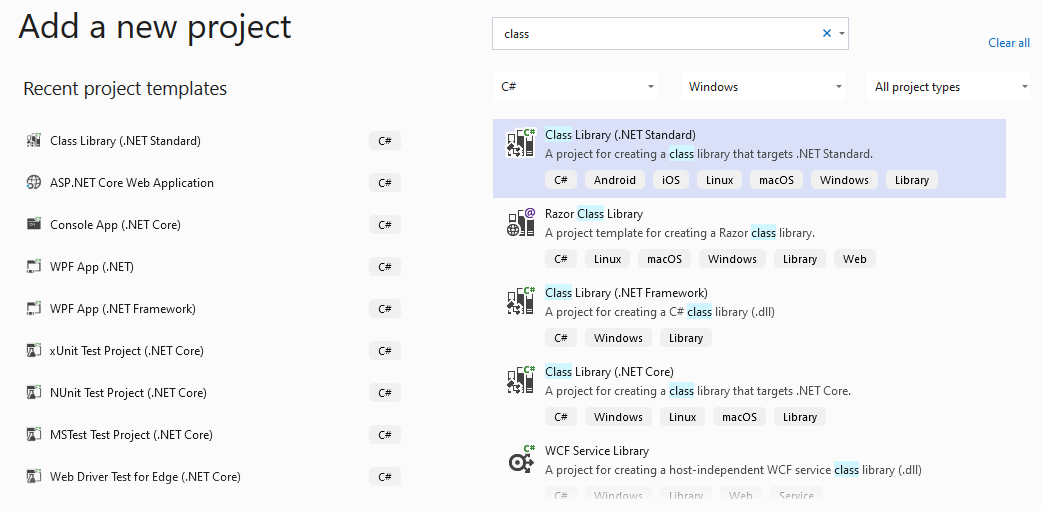 Add a new project
class
Clear all
Recent project templates
C#
Windows
All project types
Class Library (.NET Standard)
C#
ASP.NET Core Web Application
C#
Console App (.NET Core)
C#
WPF App (.NET)
C#
WPF App (.NET Framework)
C#
xUnit Test Project (.NET Core)
C#
NUnit Test Project (.NET Core)
C#
MSTest Test Project (.NET Core)
C#
Web Driver Test for Edge (.NET Core)
C#
Class Library (.NET Standard)
A project for creating a class library that targets .NET Standard.
C# Android iOS Linux macOS Windows Library
Razor Class Library
A project template for creating a Razor class library.
C# Linux macOS Windows Library Web
Class Library (.NET Framework)
A project for creating a C# class library (.dll)
C# Windows Library
Class Library (.NET Core)
A project for creating a class library that targets .NET Core.
C# Windows Linux macOS Library
WCF Service Library
A project for creating a host-independent WCF service class library (.dll)
C# Windows Library Web Service